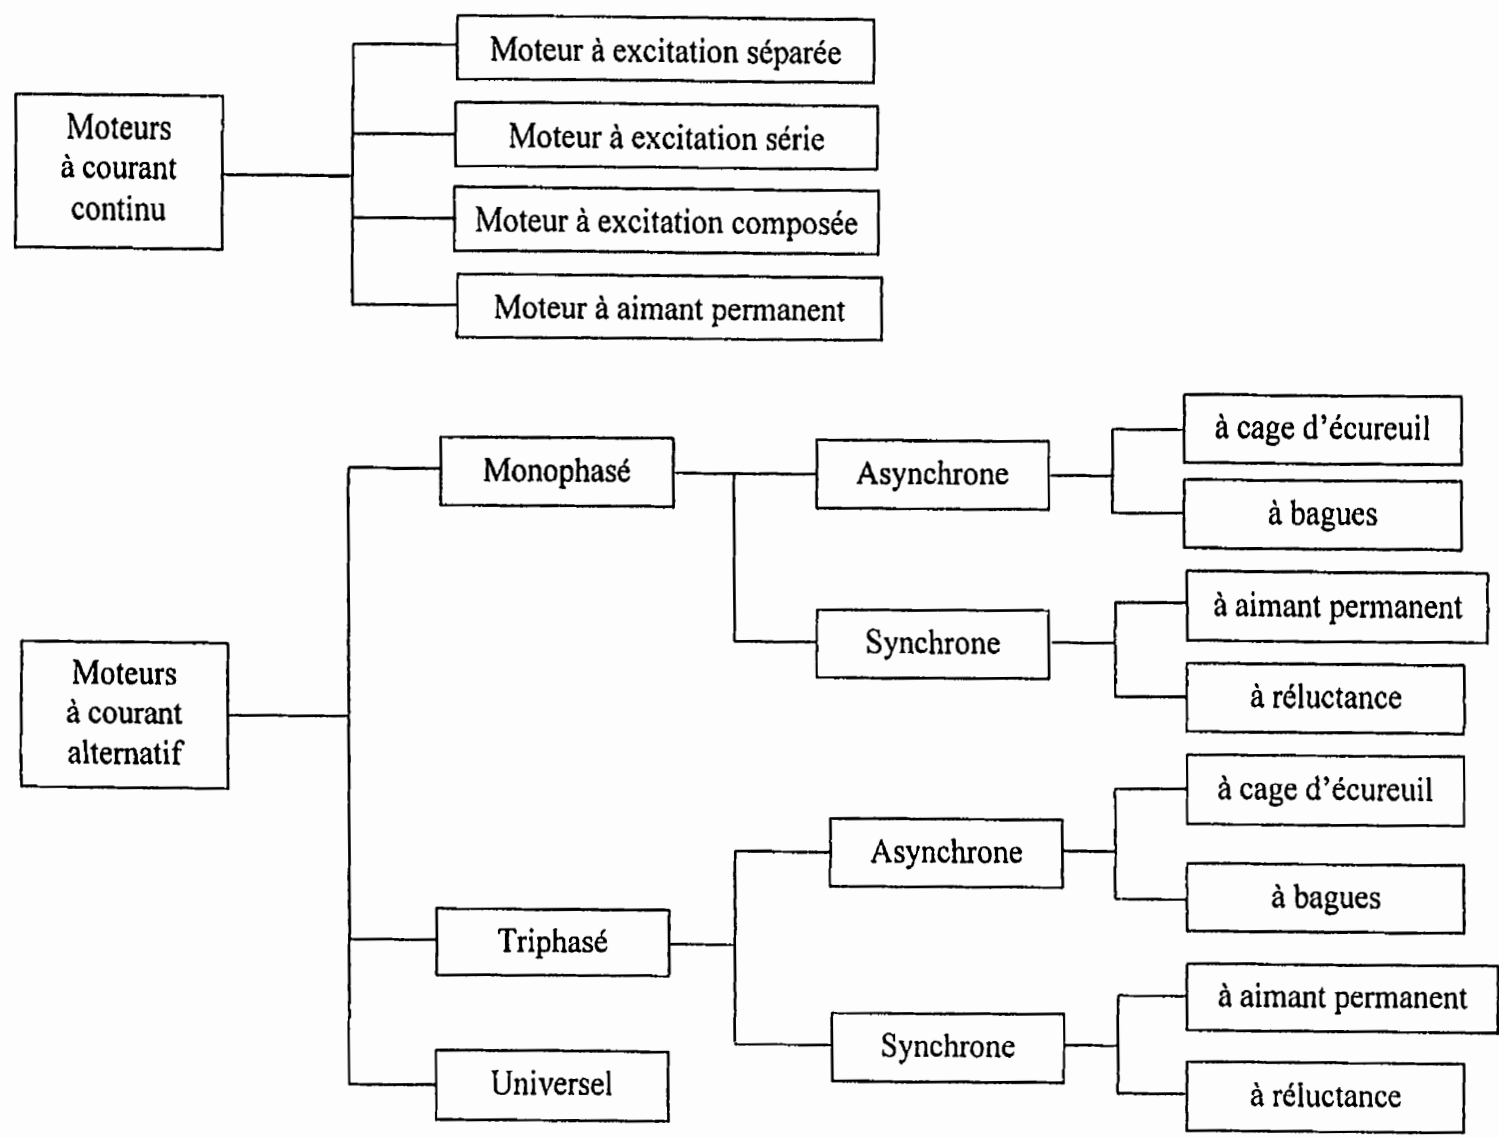 Moteurs
à courant
continu
Moteur à excitation séparée
Moteur à excitation série
Moteur à excitation composée
Moteur à aimant permanent
Moteurs
à courant
alternatif
Monophasé
Asynchrone
à cage d'écureuil
à bagues
Synchrone
à aimant permanent
à réluctance
Triphasé
Asynchrone
à cage d'écureuil
à bagues
Synchrone
à aimant permanent
à réluctance
Universel